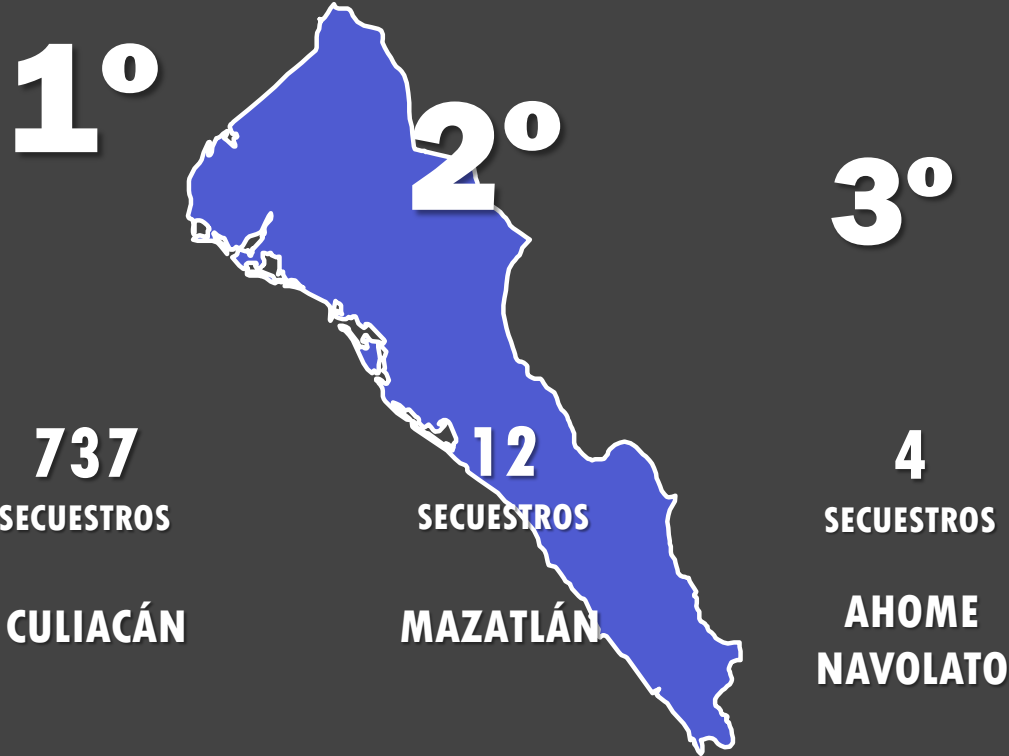 1º
737
SECUESTROS
CULIACÁN
2º
12
SECUESTROS
MAZATLÁN
3º
4
SECUESTROS
AHOME
NAVOLATO